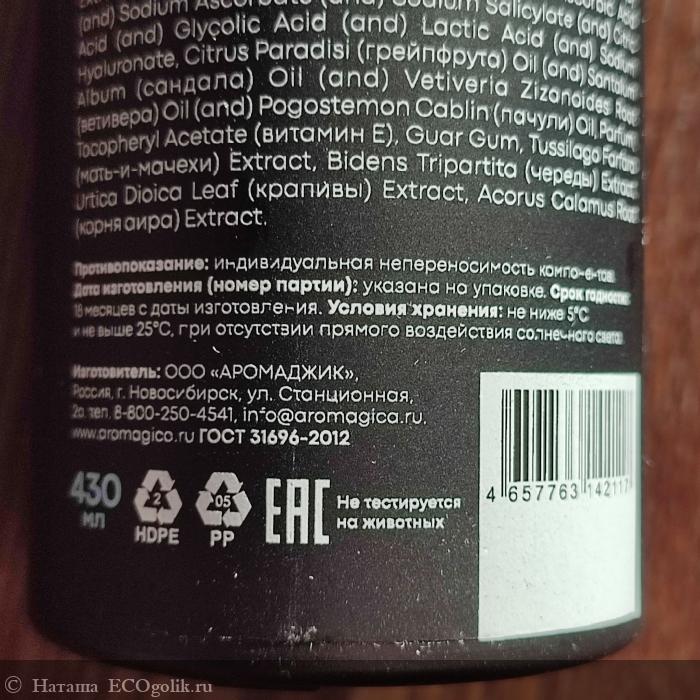 (and) Sodium Ascorbate (and) Sodium Salicylate (and) Citric
Acid (and) Glycolic Acid (and) Lactic Acid (and) Sodium
Hyaluronate, Citrus Paradisi (грейпфрута) Oil (and) Santalum
Album (сандала) Oil (and) Vetiveria Zizanoides Root
(ветивера) Oil (and) Pogostemon Cablin (пачули) Oil, Parfum,
Tocopheryl Acetate (витамин Е), Guar Gum, Tussilago Farfara
(мать-и-мачехи) Extract, Bidens Tripartita (череды) Extract,
Urtica Dioica Leaf (крапивы) Extract, Acorus Calamus Root
(корня аира) Extract.
Противопоказание: индивидуальная непереносимость компонентов.
Дата изготовления (номер партии): указана на упаковке. Срок годности:
18 месяцев с даты изготовления. Условия хранения: не ниже 5°С
и не выше 25°С, при отсутствии прямого воздействия солнечного света.
Изготовитель: ООО «АРОМАДЖИК»,
Россия, г. Новосибирск, ул. Станционная,
тел. 8-800-250-4541, info@aromagica.ru,
www.aromagica.ru ГОСТ 31696-2012
430
МЛ
2
HDPE
05
PP
EAC
Не тестируется
на животных
4 657763 142117
© Наташа ECOgolik.ru